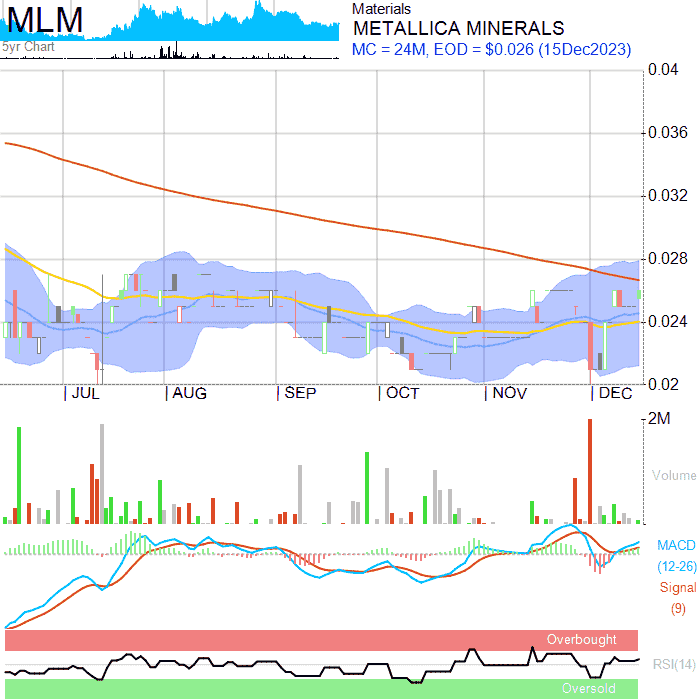 MLM
5yr Chart
Materials
METALLICA MINERALS
MC = 24M, EOD = $0.026 (15Dec2023)
0.04
0.036
0.032
0.028
0.024
0.02
JUL AUG SEP OCT NOV DEC
2M
Volume
MACD
(12-26)
Signal
(9)
Overbought
RSI(14)
Oversold